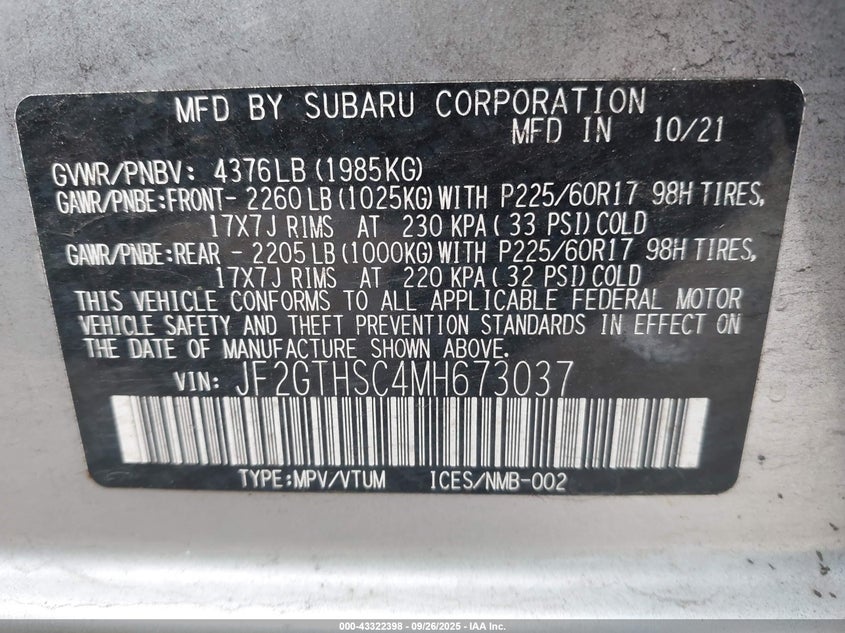 MFD BY SUBARU CORPORATION
MFD IN 10/21
GVWR/PNBV: 4376LB (1985KG)
GAWR/PNBE:FRONT- 2260LB (1025KG) WITH P225/60R17 98H TIRES,
17X7J RIMS AT 230 KPA ( 33 PSI) COLD
GAWR/PNBE:REAR - 2205LB (1000KG) WITH P225/60R17 98H TIRES,
17X7J RIMS AT 220 KPA ( 32 PSI) COLD
THIS VEHICLE CONFORMS TO ALL APPLICABLE FEDERAL MOTOR
VEHICLE SAFETY AND THEFT PREVENTION STANDARDS IN EFFECT ON
THE DATE OF MANUFACTURE SHOWN ABOVE.
VIN: JF2GTHSC4MH673037
TYPE:MPV/VTUM ICES/NMB-002
000-43322398 - 09/26/2025 - IAA Inc.